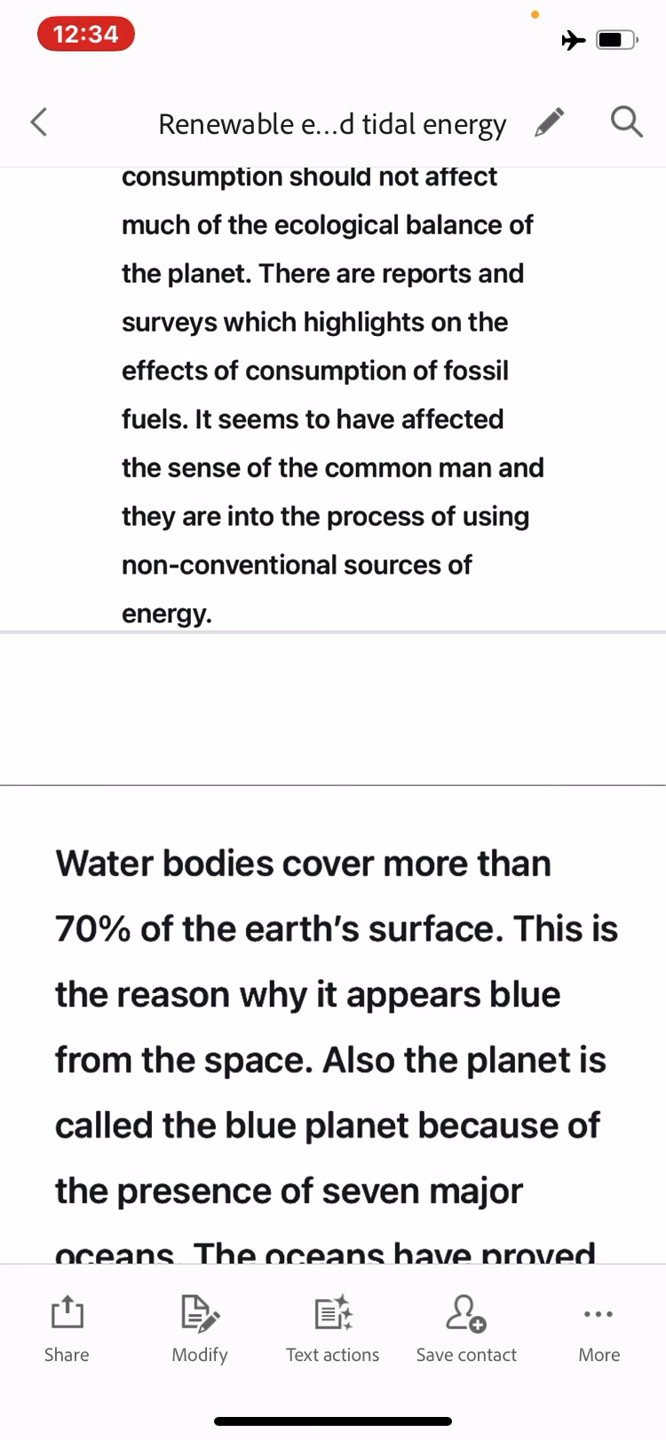 12:34
Renewable e...d tidal energy
consumption should not affect
much of the ecological balance of
the planet. There are reports and
surveys which highlights on the
effects of consumption of fossil
fuels. It seems to have affected
the sense of the common man and
they are into the process of using
non-conventional sources of
energy.
Water bodies cover more than
70% of the earth's surface. This is
the reason why it appears blue
from the space. Also the planet is
called the blue planet because of
the presence of seven major
oceans. The oceans have proved
Share Modify Text actions Save contact More